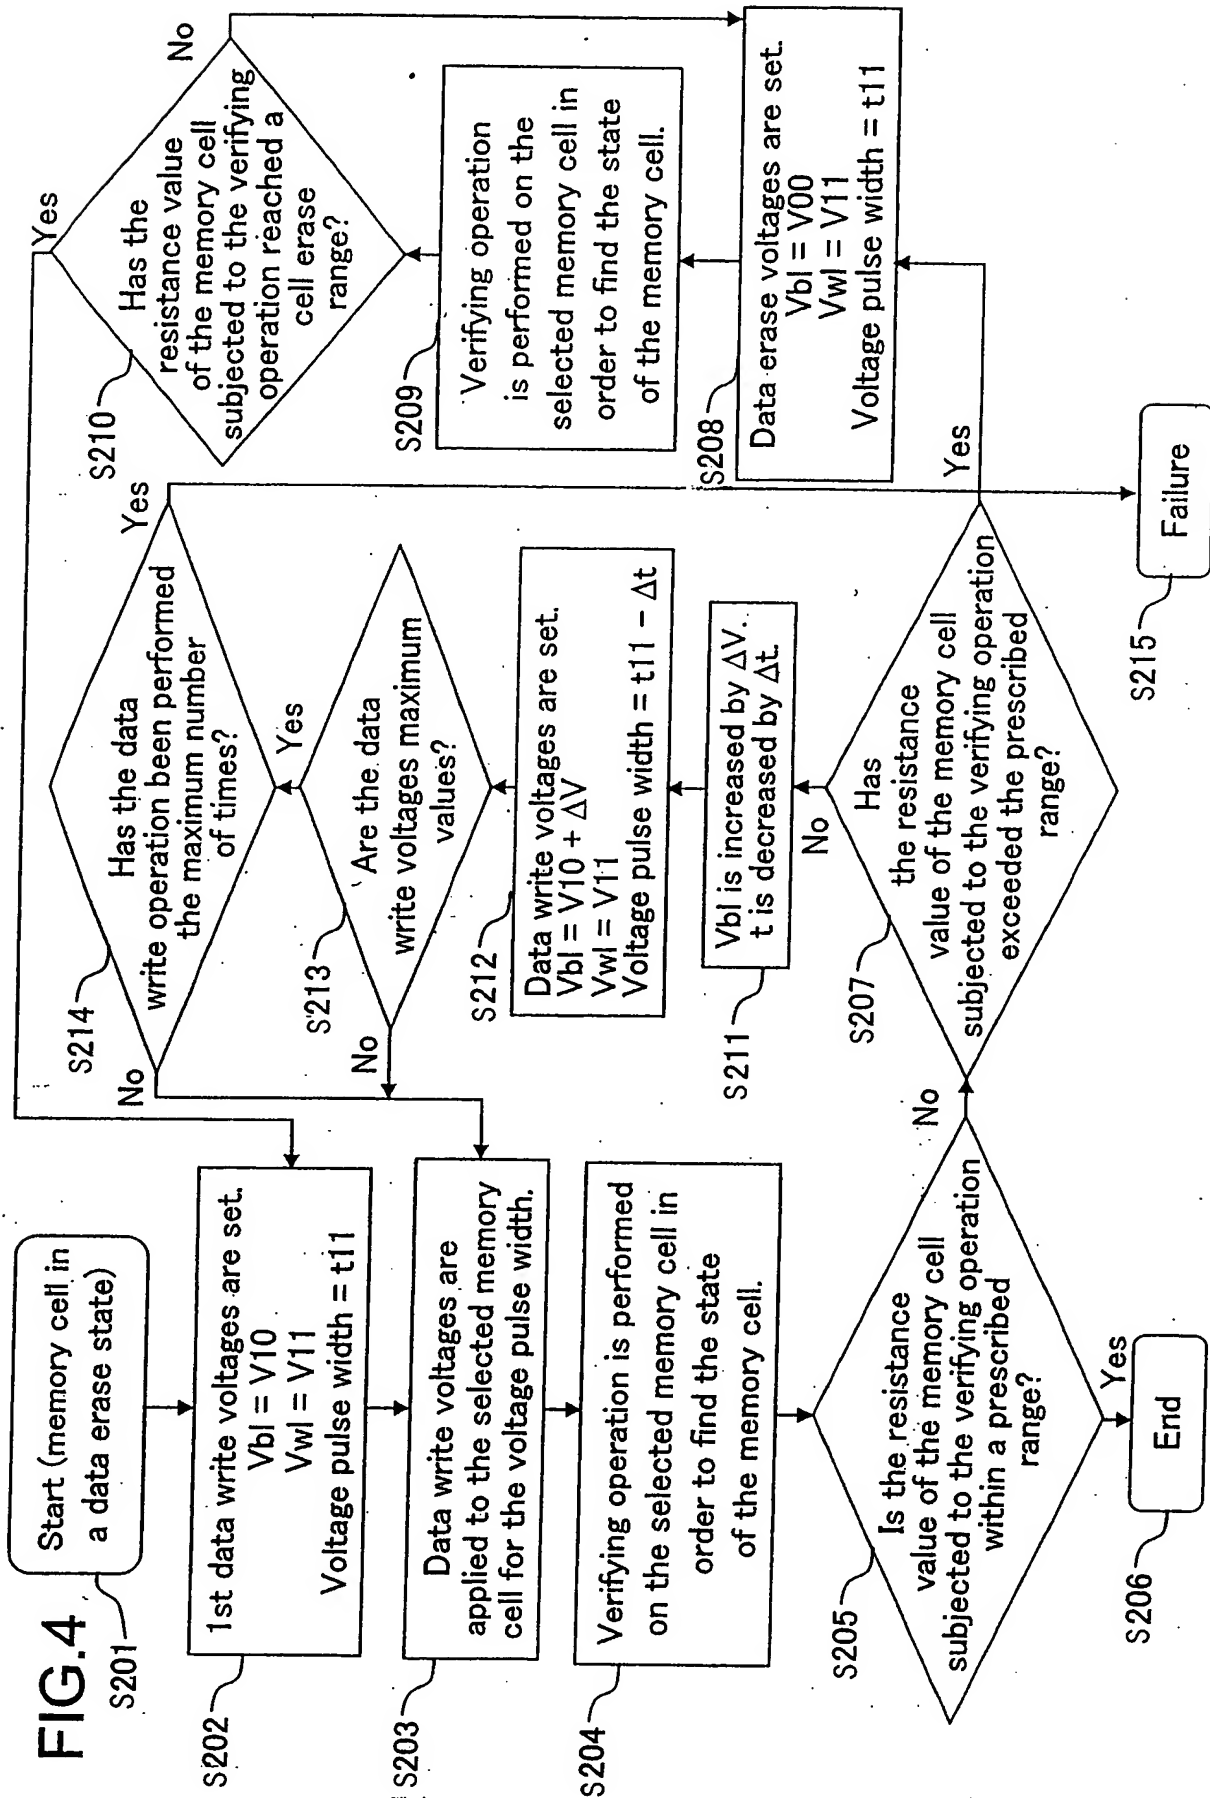 FIG.4
S201
Start (memory cell in
a data erase state)
S202
1st data write voltages are set.
Vbl = V10
Vwl = V11
Voltage pulse width = t11
S203
Data write voltages are
applied to the selected memory
cell for the voltage pulse width.
S204
Verifying operation is performed
on the selected memory cell in
order to find the state
of the memory cell.
S205
Is the resistance
value of the memory cell
subjected to the verifying operation
within a prescribed
range?
Yes
No
S206
End
S207
Has
the resistance
value of the memory cell
subjected to the verifying operation
exceeded the prescribed
range?
No
Yes
S211
Vbl is increased by ΔV.
t is decreased by Δt.
S212
Data write voltages are set.
Vbl = V10 + ΔV
Vwl = V11
Voltage pulse width = t11 − Δt
S213
Are the data
write voltages maximum
values?
No
Yes
S214
Has the data
write operation been performed
the maximum number
of times?
No
Yes
S215
Failure
S208
Data erase voltages are set.
Vbl = V00
Vwl = V11
Voltage pulse width = t11
S209
Verifying operation
is performed on the
selected memory cell in
order to find the state
of the memory cell.
S210
Has the
resistance value
of the memory cell
subjected to the verifying
operation reached a
cell erase
range?
Yes
No